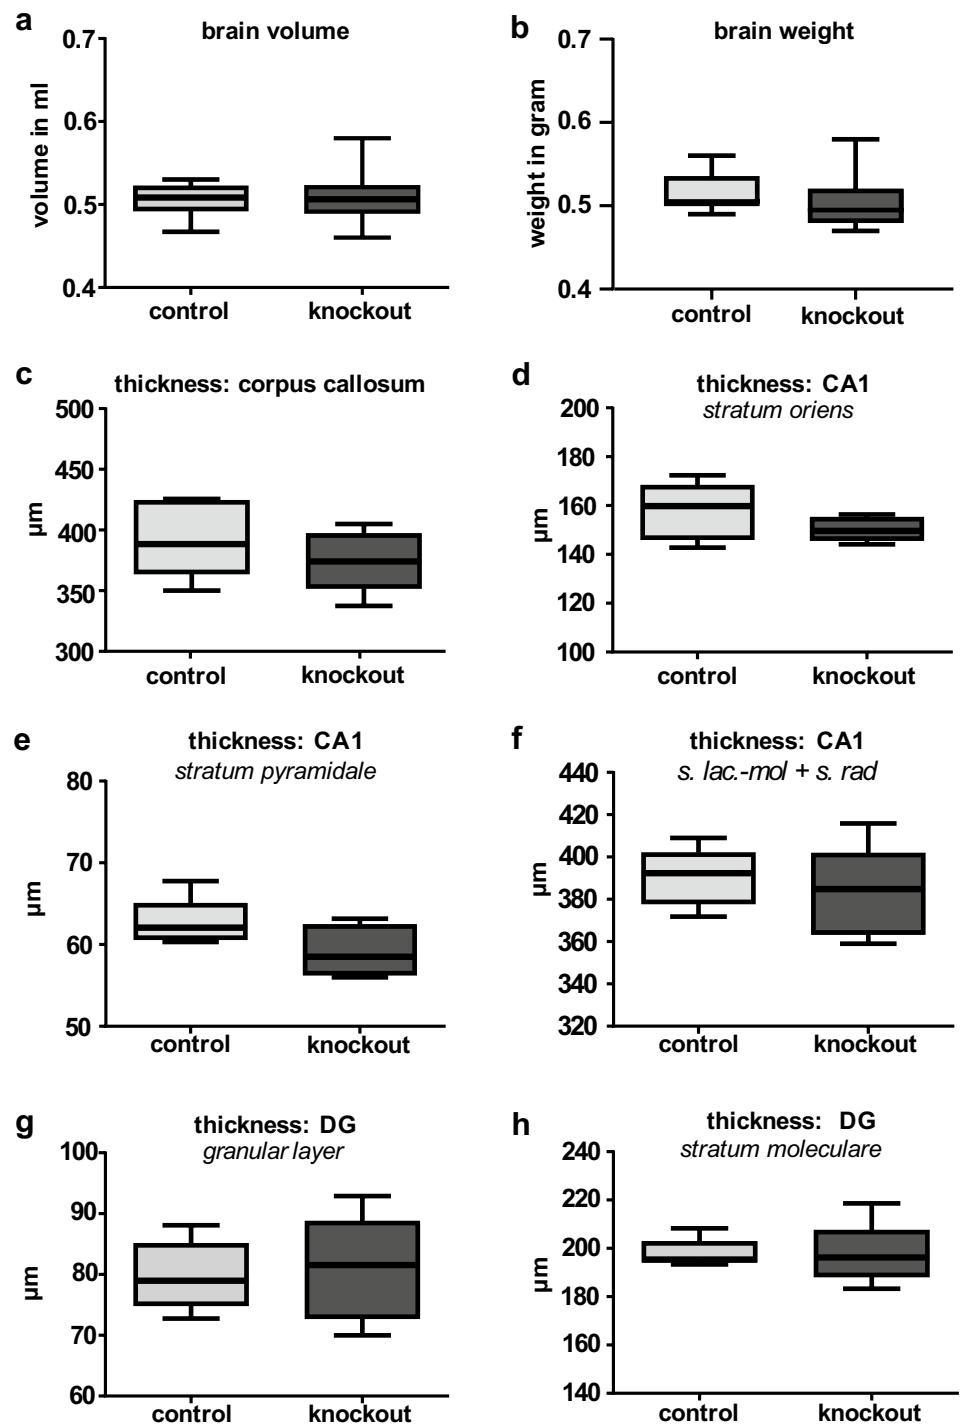 a
brain volume
volume in ml
0.7
0.6
0.5
0.4
control
knockout
b
brain weight
weight in gram
0.7
0.6
0.5
0.4
control
knockout
c
thickness: corpus callosum
µm
500
450
400
350
300
control
knockout
d
thickness: CA1
stratum oriens
µm
200
180
160
140
120
100
control
knockout
e
thickness: CA1
stratum pyramidale
µm
80
70
60
50
control
knockout
f
thickness: CA1
s. lac.-mol + s. rad
µm
440
420
400
380
360
340
320
control
knockout
g
thickness: DG
granular layer
µm
100
90
80
70
60
control
knockout
h
thickness: DG
stratum moleculare
µm
240
220
200
180
160
140
control
knockout